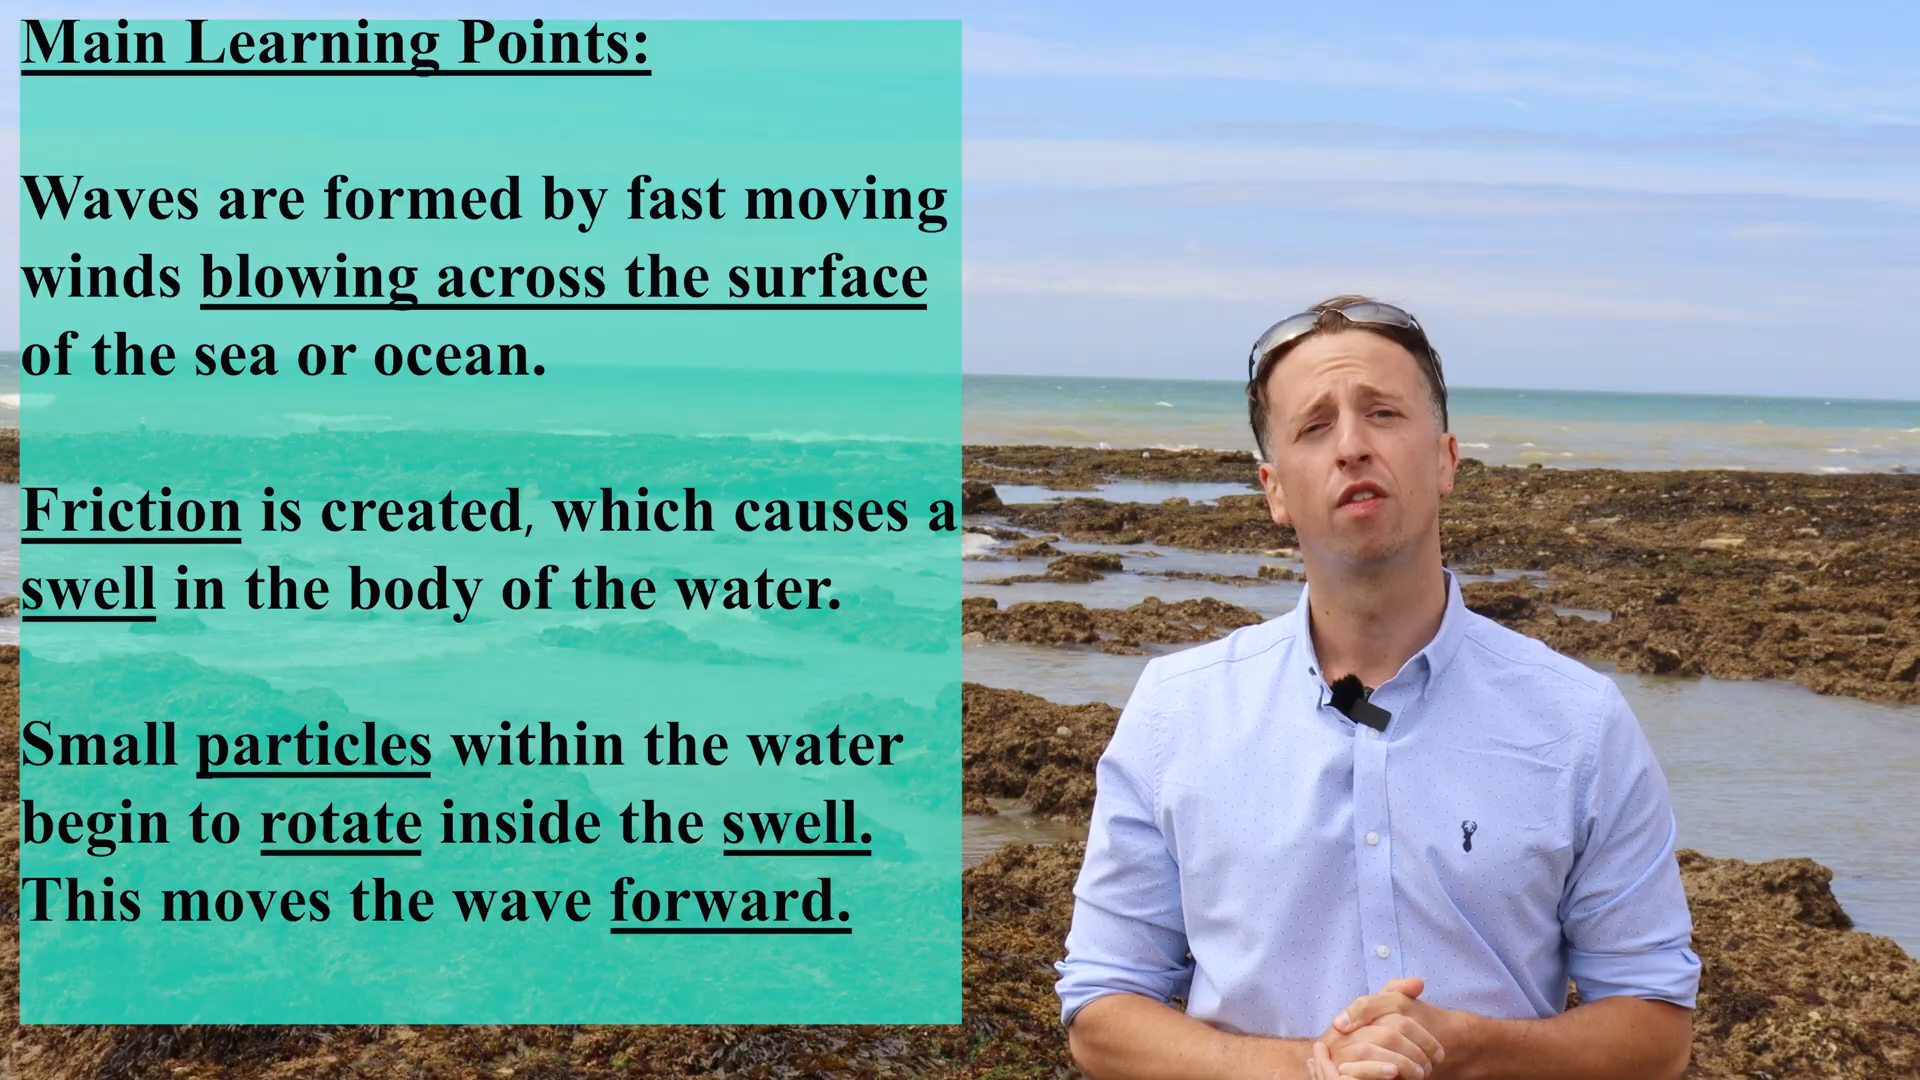 Main Learning Points:
Waves are formed by fast moving
winds blowing across the surface
of the sea or ocean.
Friction is created, which causes a
swell in the body of the water.
Small particles within the water
begin to rotate inside the swell.
This moves the wave forward.